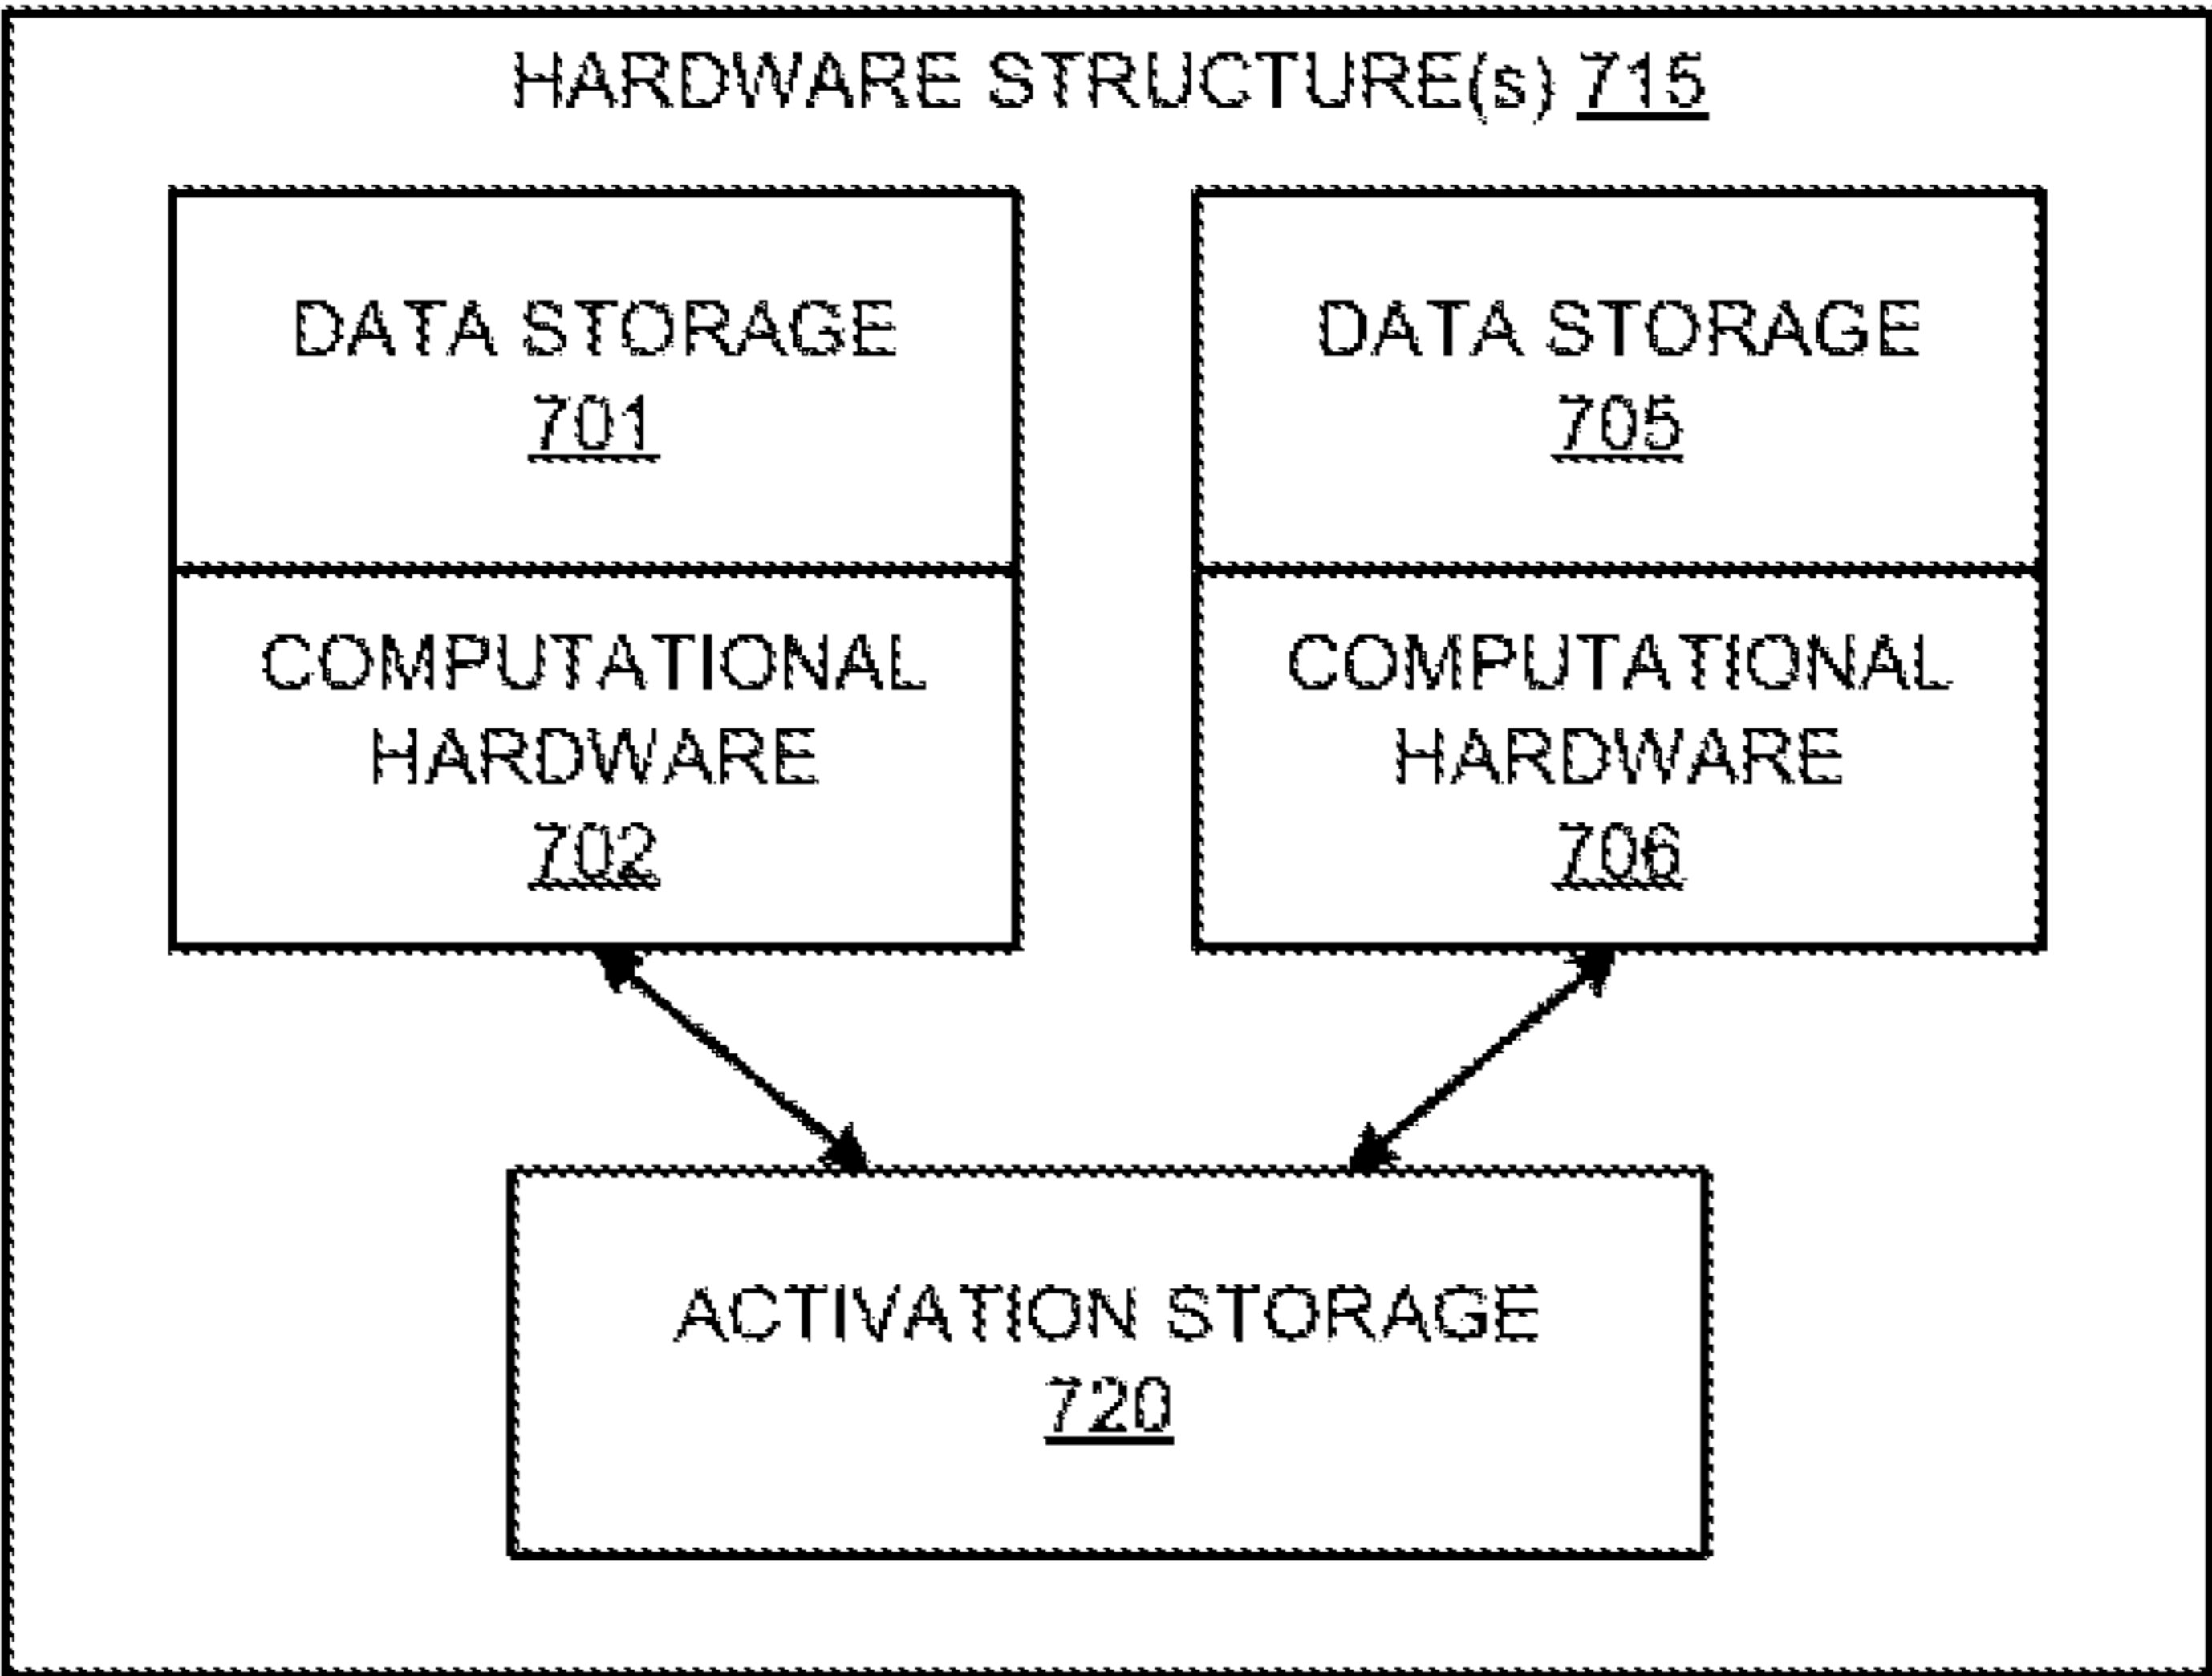 HARDWARE STRUCTURE(s) 715
DATA STORAGE
701
COMPUTATIONAL
HARDWARE
702
DATA STORAGE
705
COMPUTATIONAL
HARDWARE
706
ACTIVATION STORAGE
720